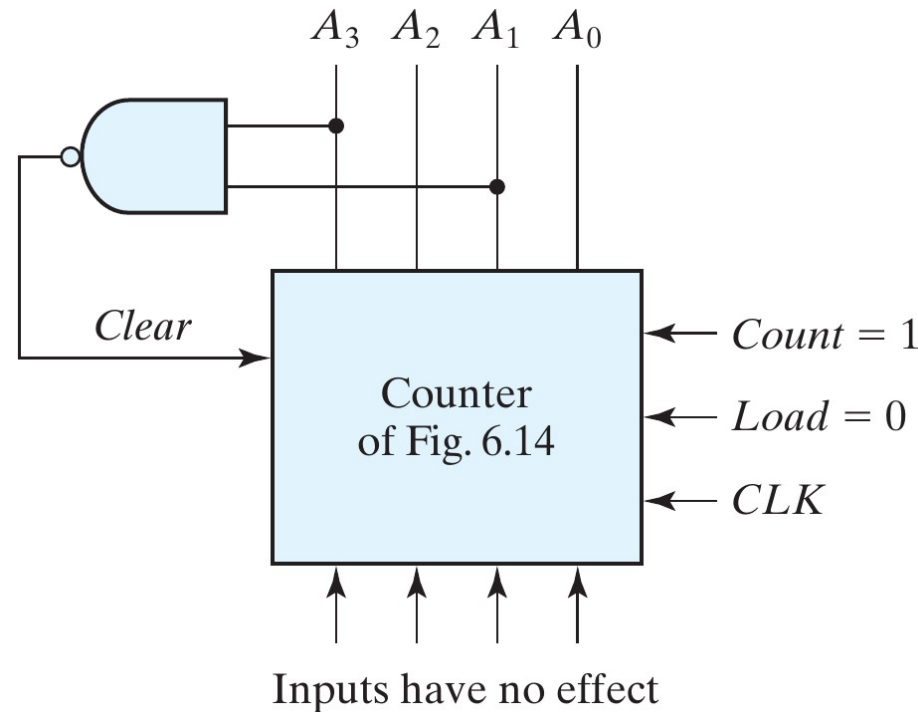 A₃ A₂ A₁ A₀
Clear
Count = 1
Counter
of Fig. 6.14
Load = 0
CLK
Inputs have no effect